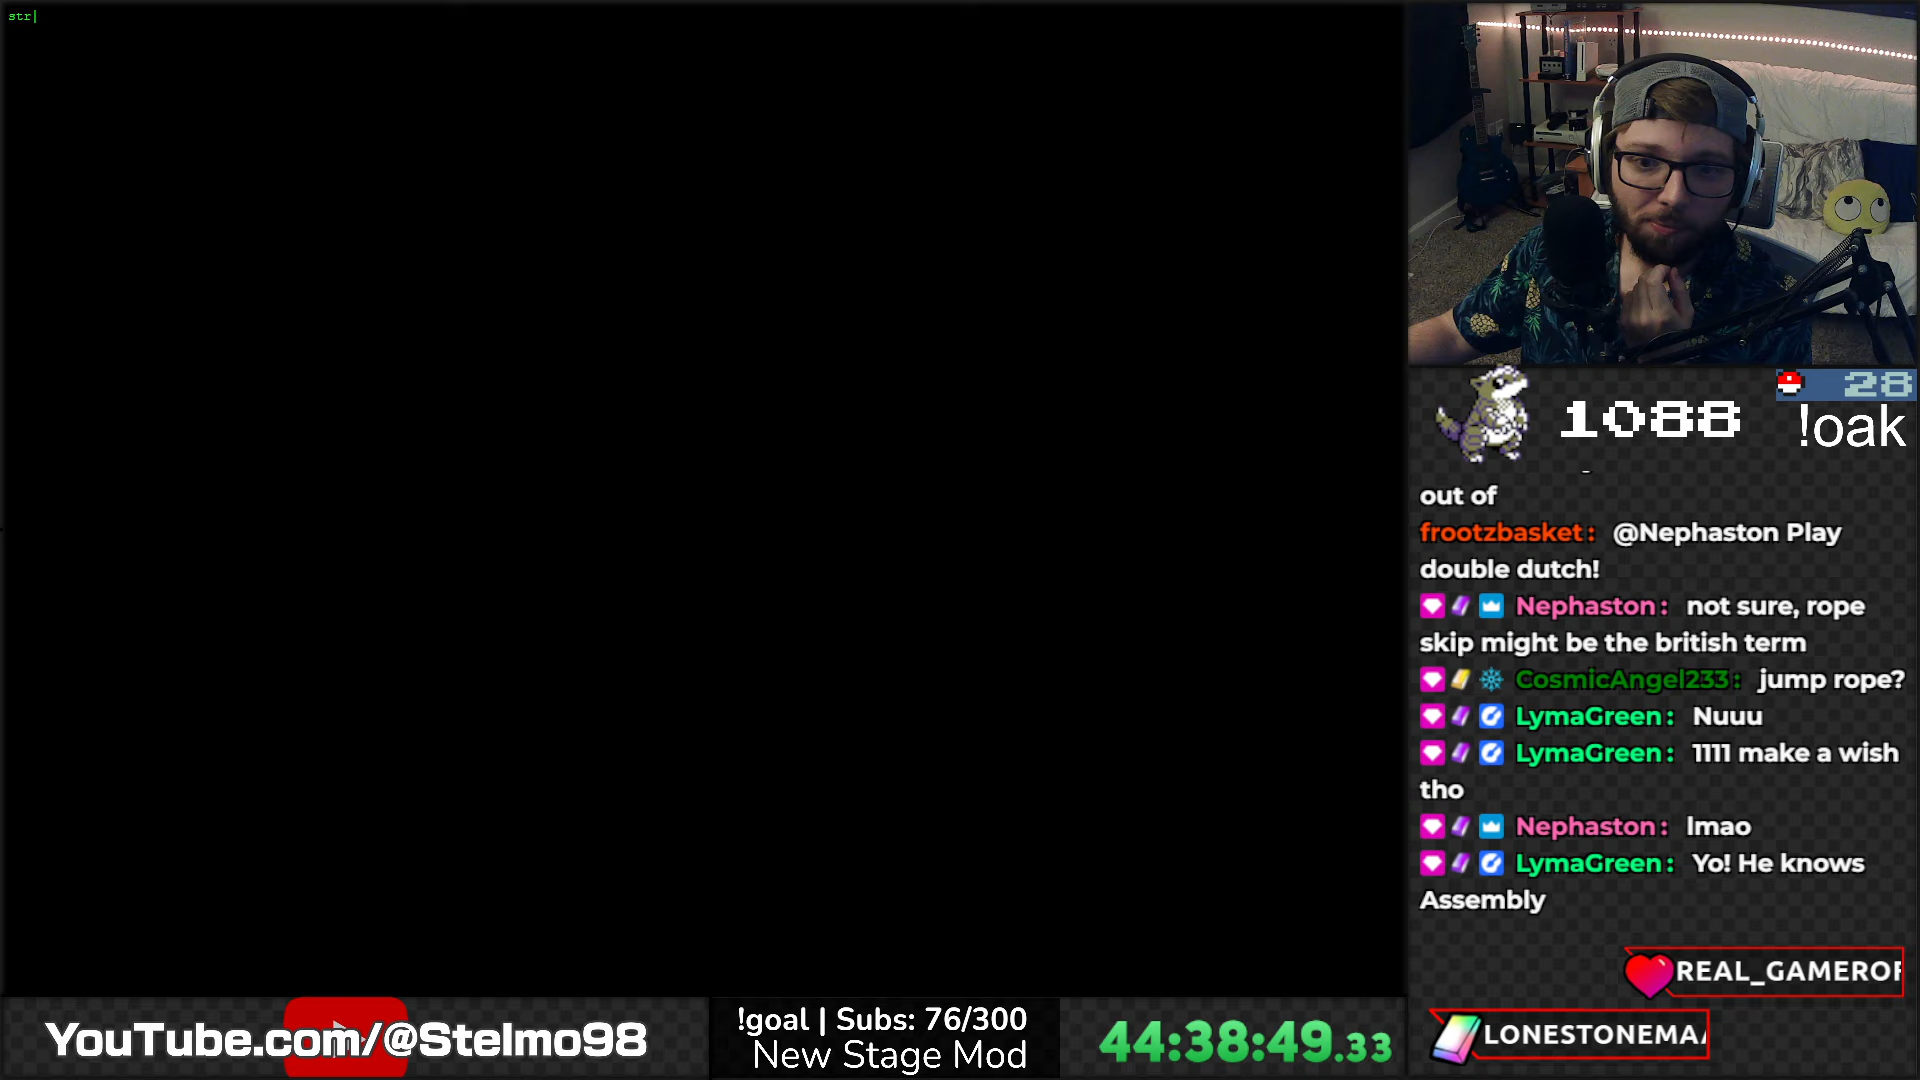 str|
28
1088
!oak
out of
frootzbasket: @Nephaston Play
double dutch!
Nephaston: not sure, rope
skip might be the british term
CosmicAngel233: jump rope?
LymaGreen: Nuuu
LymaGreen: 1111 make a wish
tho
Nephaston: lmao
LymaGreen: Yo! He knows
Assembly
REAL_GAMEROF
LONESTONEMA
YouTube.com/@Stelmo98
!goal | Subs: 76/300
New Stage Mod
44:38:49.33